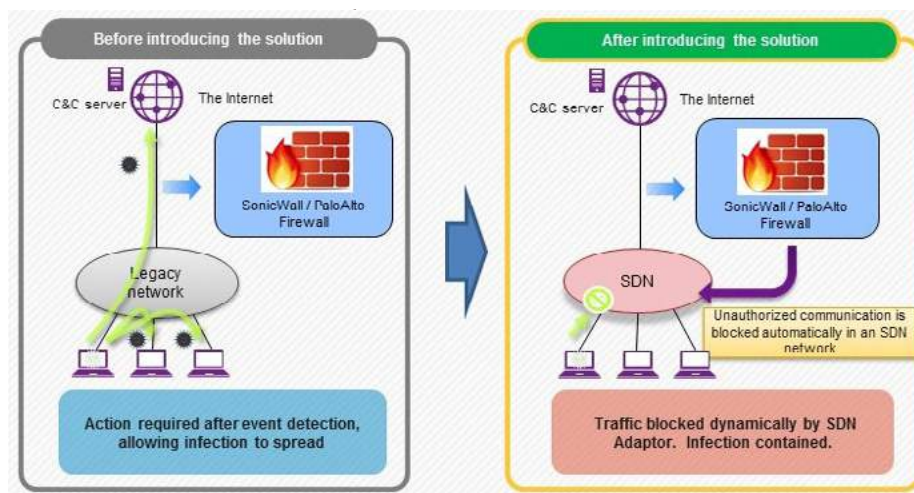 Before introducing the solution
C&C server
The Internet
SonicWall / PaloAlto
Firewall
Legacy
network
Action required after event detection,
allowing infection to spread
After introducing the solution
C&C server
The Internet
SonicWall / PaloAlto
Firewall
SDN
Unauthorized communication is
blocked automatically in an SDN
network
Traffic blocked dynamically by SDN
Adaptor. Infection contained.